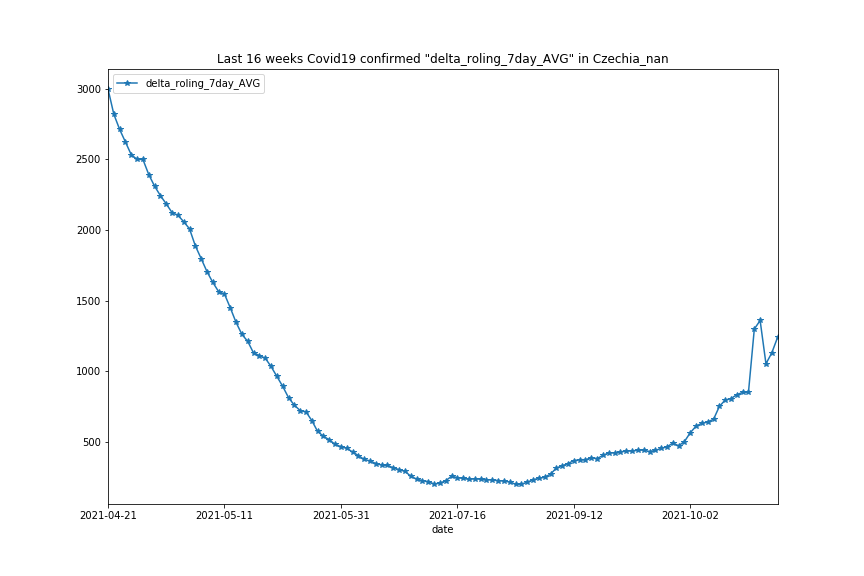 Last 16 weeks Covid19 confirmed "delta_roling_7day_AVG" in Czechia_nan
delta_roling_7day_AVG
3000
2500
2000
1500
1000
500
2021-04-21 2021-05-11 2021-05-31 2021-07-16 2021-09-12 2021-10-02
date